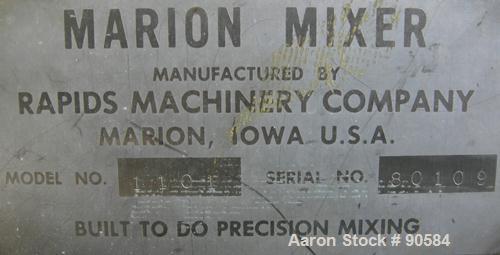 MARION MIXER
MANUFACTURED BY
RAPIDS MACHINERY COMPANY
MARION, IOWA U.S.A.
MODEL NO. SERIAL NO. 80109
BUILT TO DO PRECISION MIXING
Aaron Stock # 90584